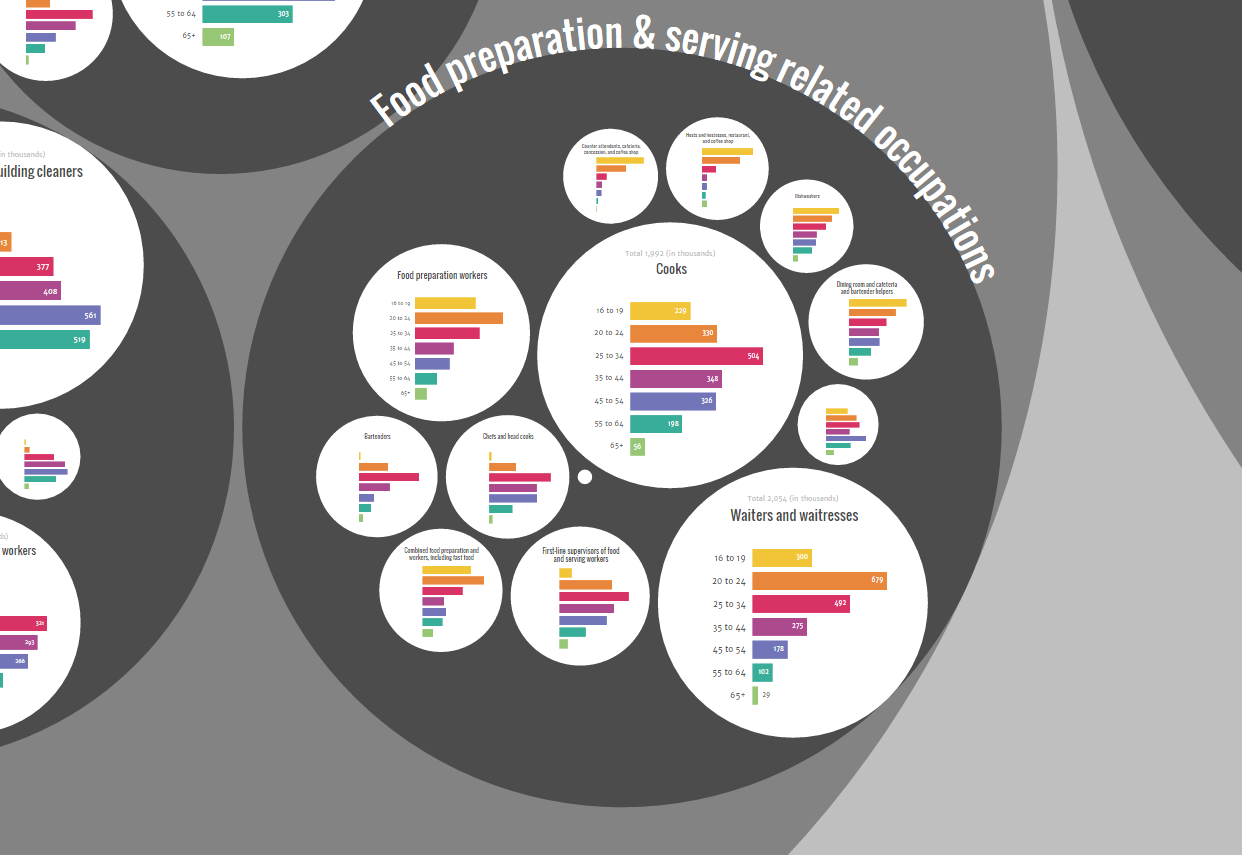 55 to 64 303
65+ 107
Food preparation & serving related occupations
in thousands)
uilding cleaners
13
377
408
561
519
Counter attendants, cafeteria,
concession, and coffee shop
Hosts and hostesses, restaurant,
and coffee shop
Dishwashers
Dining room and cafeteria
and bartender helpers
Food preparation workers
16 to 19
20 to 24
25 to 34
35 to 44
45 to 54
55 to 64
65+
Total 1,992 (in thousands)
Cooks
16 to 19 229
20 to 24 330
25 to 34 504
35 to 44 348
45 to 54 326
55 to 64 198
65+ 56
Bartenders
Chefs and head cooks
Combined food preparation and
workers, including fast food
First-line supervisors of food
and serving workers
Total 2,054 (in thousands)
Waiters and waitresses
16 to 19 300
20 to 24 679
25 to 34 492
35 to 44 275
45 to 54 178
55 to 64 102
65+ 29
ds)
workers
321
293
266